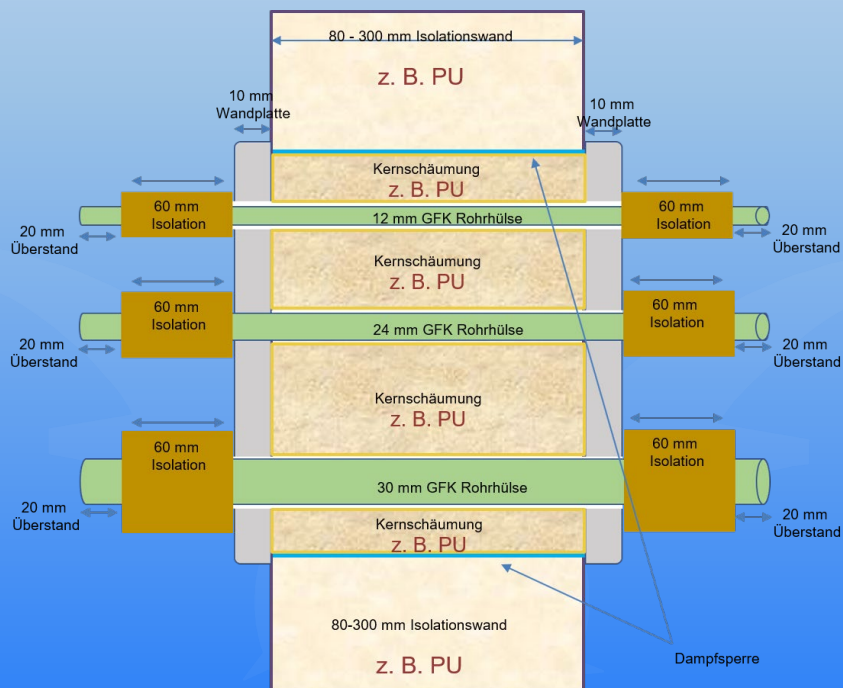 80 - 300 mm Isolationswand
z. B. PU
10 mm
Wandplatte
10 mm
Wandplatte
Kernschäumung
z. B. PU
60 mm
Isolation
12 mm GFK Rohrhülse
60 mm
Isolation
20 mm
Überstand
20 mm
Überstand
Kernschäumung
z. B. PU
60 mm
Isolation
24 mm GFK Rohrhülse
60 mm
Isolation
20 mm
Überstand
20 mm
Überstand
Kernschäumung
z. B. PU
60 mm
Isolation
30 mm GFK Rohrhülse
60 mm
Isolation
20 mm
Überstand
20 mm
Überstand
Kernschäumung
z. B. PU
80-300 mm Isolationswand
z. B. PU
Dampfsperre